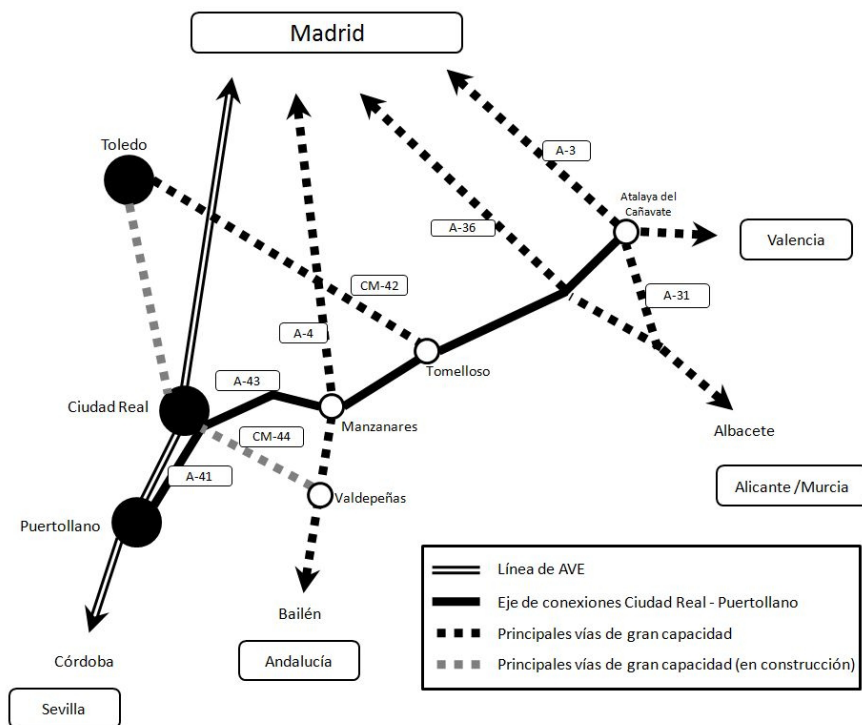 Madrid
Toledo
A-3
Atalaya del
Cañavate
A-36
Valencia
CM-42
A-31
A-4
Tomelloso
A-43
Ciudad Real
Manzanares
CM-44
Albacete
A-41
Alicante /Murcia
Valdepeñas
Puertollano
Línea de AVE
Eje de conexiones Ciudad Real - Puertollano
Bailén
Principales vías de gran capacidad
Córdoba
Andalucía
Principales vías de gran capacidad (en construcción)
Sevilla